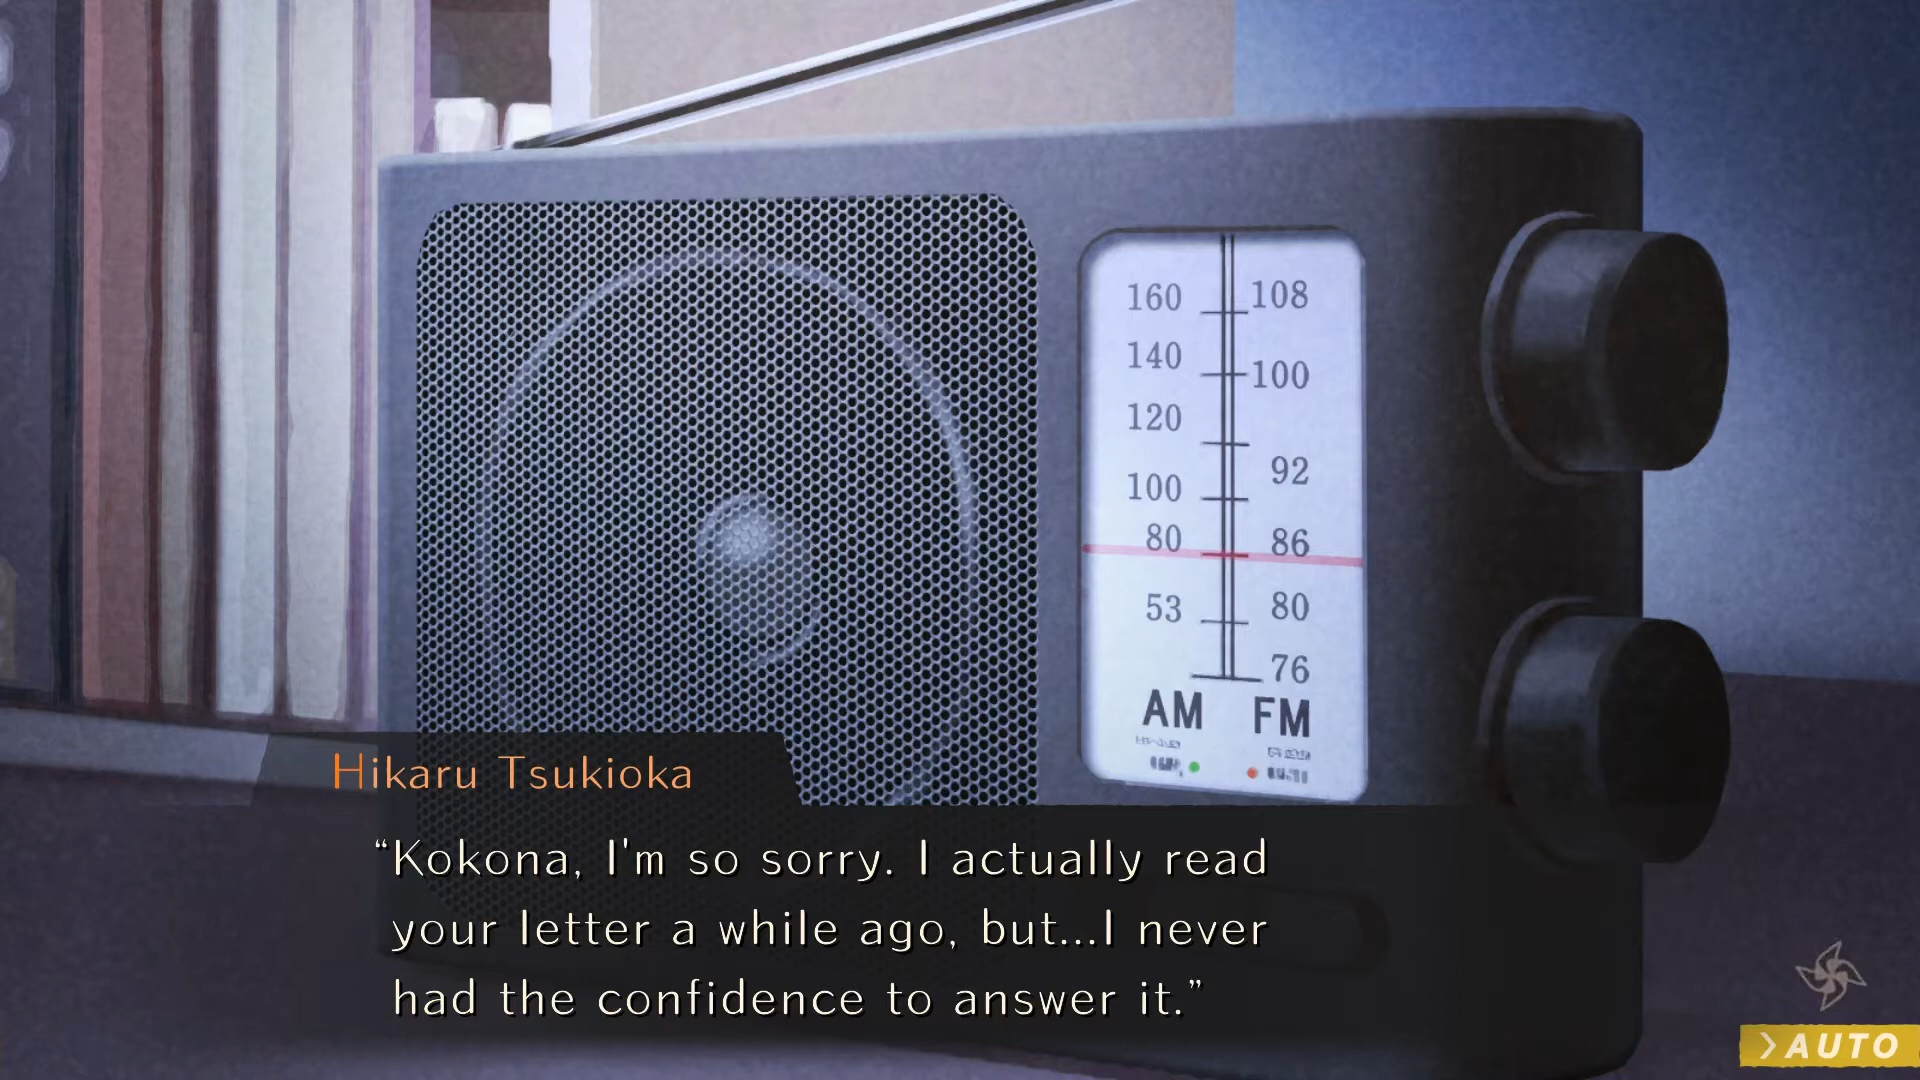 160 108
140 100
120
100 92
80 86
53 80
76
AM FM
Hikaru Tsukioka
“Kokona, I'm so sorry. I actually read
your letter a while ago, but...I never
had the confidence to answer it.”
>AUTO